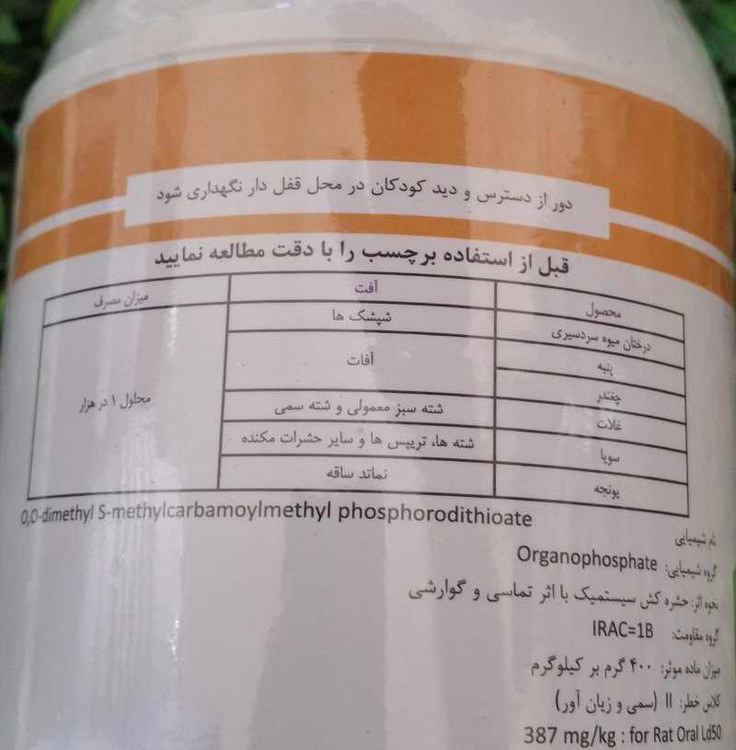 دور از دسترس و دید کودکان در محل قفل دار نگهداری شود
قبل از استفاده برچسب را با دقت مطالعه نمایید
محصول آفت میزان مصرف
درختان میوه سردسیری شپشک ها
پنبه آفات
چغندر
غلات شته سبز معمولی و شته سمی
سویا شته ها، تریپس ها و سایر حشرات مکنده
یونجه نماتد ساقه
محلول ۱ در هزار
O,O-dimethyl S-methylcarbamoylmethyl phosphorodithioate
نام شیمیایی
گروه شیمیایی: Organophosphate
نحوه اثر: حشره کش سیستمیک با اثر تماسی و گوارشی
گروه مقاومت: IRAC=1B
میزان ماده موثر: ۴۰۰ گرم بر کیلوگرم
کلاس خطر: II (سمی و زیان آور)
387 mg/kg : for Rat Oral Ld50